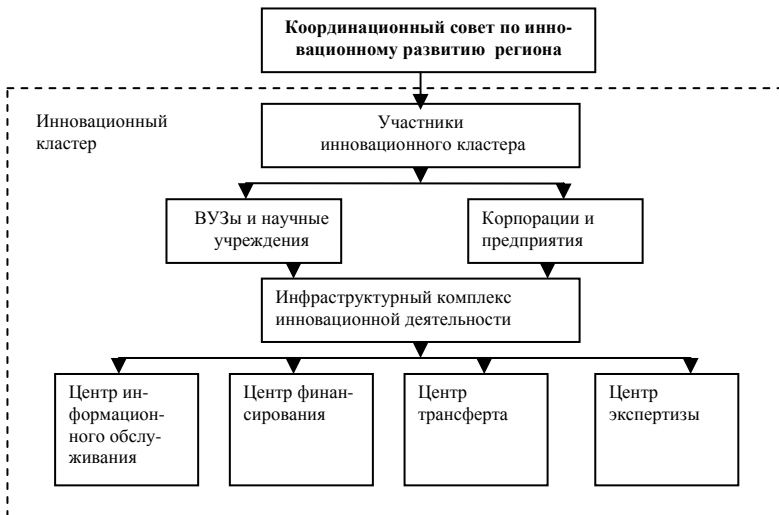 Координационный совет по инно-
вационному развитию региона
Инновационный
кластер
Участники
инновационного кластера
ВУЗы и научные
учреждения
Корпорации и
предприятия
Инфраструктурный комплекс
инновационной деятельности
Центр ин-
формацион-
ного обслу-
живания
Центр финан-
сирования
Центр
трансферта
Центр
экспертизы